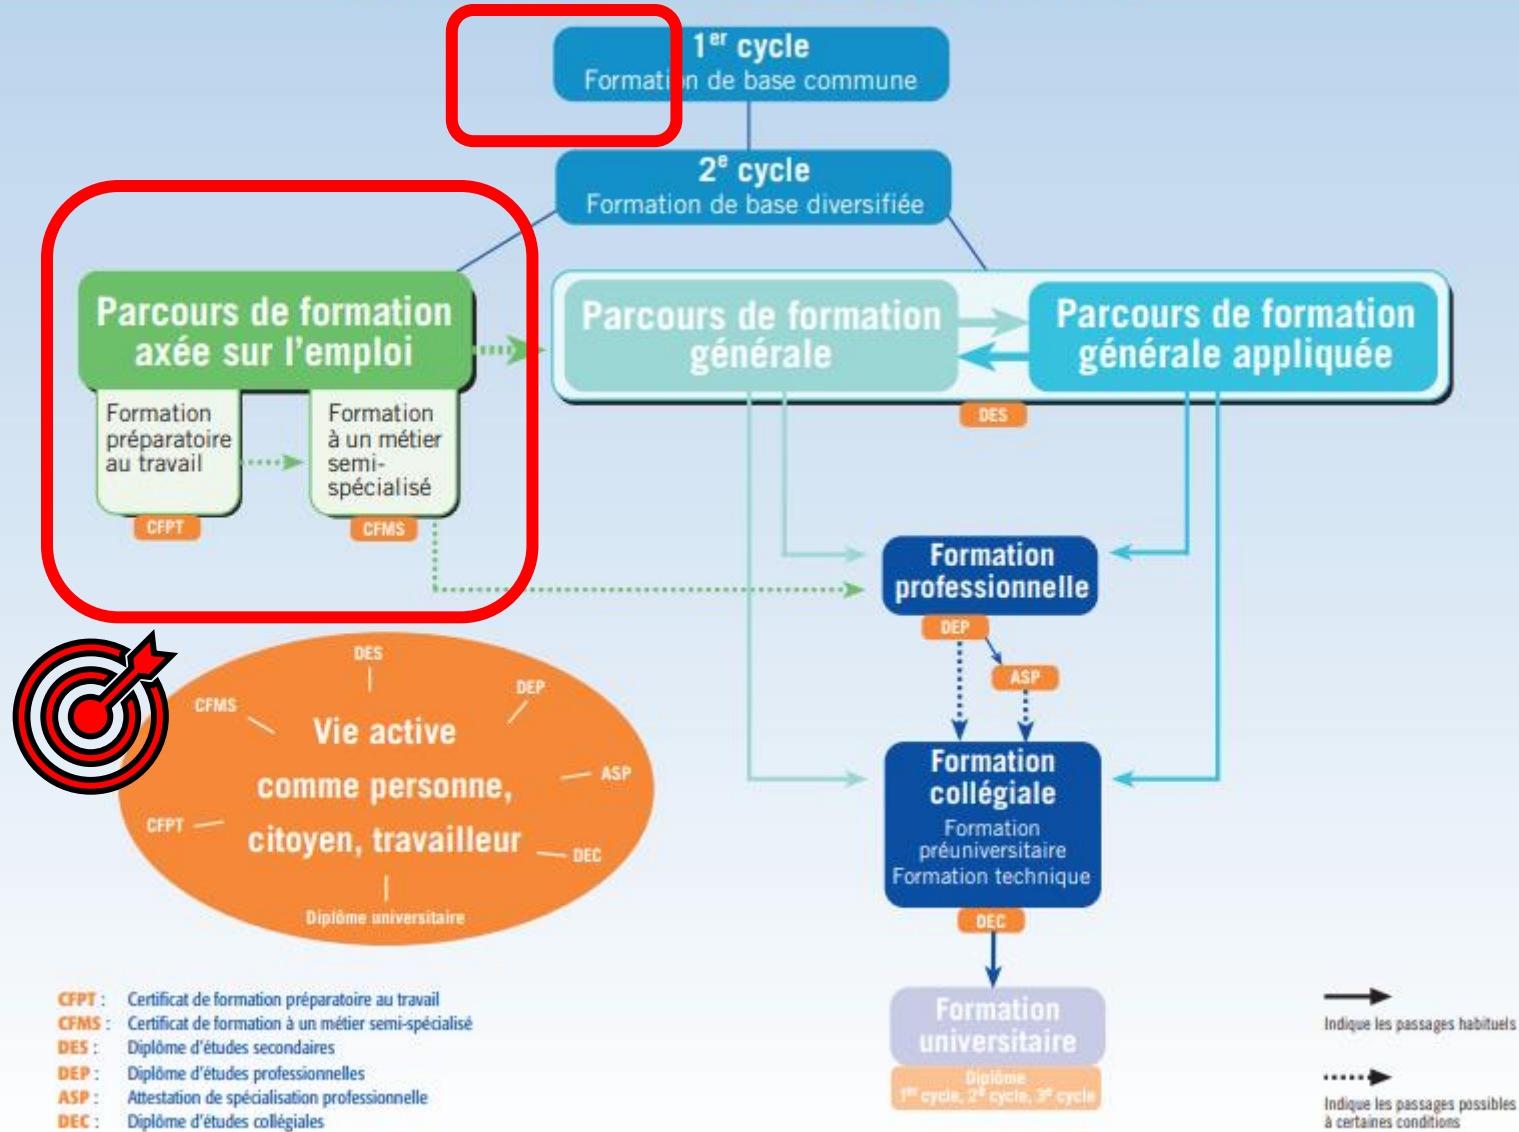 1er cycle
Formation de base commune
2e cycle
Formation de base diversifiée
Parcours de formation
axée sur l'emploi
Formation
préparatoire
au travail
CFPT
Formation
à un métier
semi-
spécialisé
CFMS
Parcours de formation
générale
Parcours de formation
générale appliquée
DES
Formation
professionnelle
DEP
ASP
Formation
collégiale
Formation
préuniversitaire
Formation technique
DEC
Formation
universitaire
Diplôme
1er cycle, 2e cycle, 3e cycle
DES
DEP
CFMS
Vie active
comme personne,
citoyen, travailleur
ASP
CFPT
DEC
Diplôme universitaire
CFPT : Certificat de formation préparatoire au travail
CFMS : Certificat de formation à un métier semi-spécialisé
DES : Diplôme d'études secondaires
DEP : Diplôme d'études professionnelles
ASP : Attestation de spécialisation professionnelle
DEC : Diplôme d'études collégiales
Indique les passages habituels
Indique les passages possibles
à certaines conditions